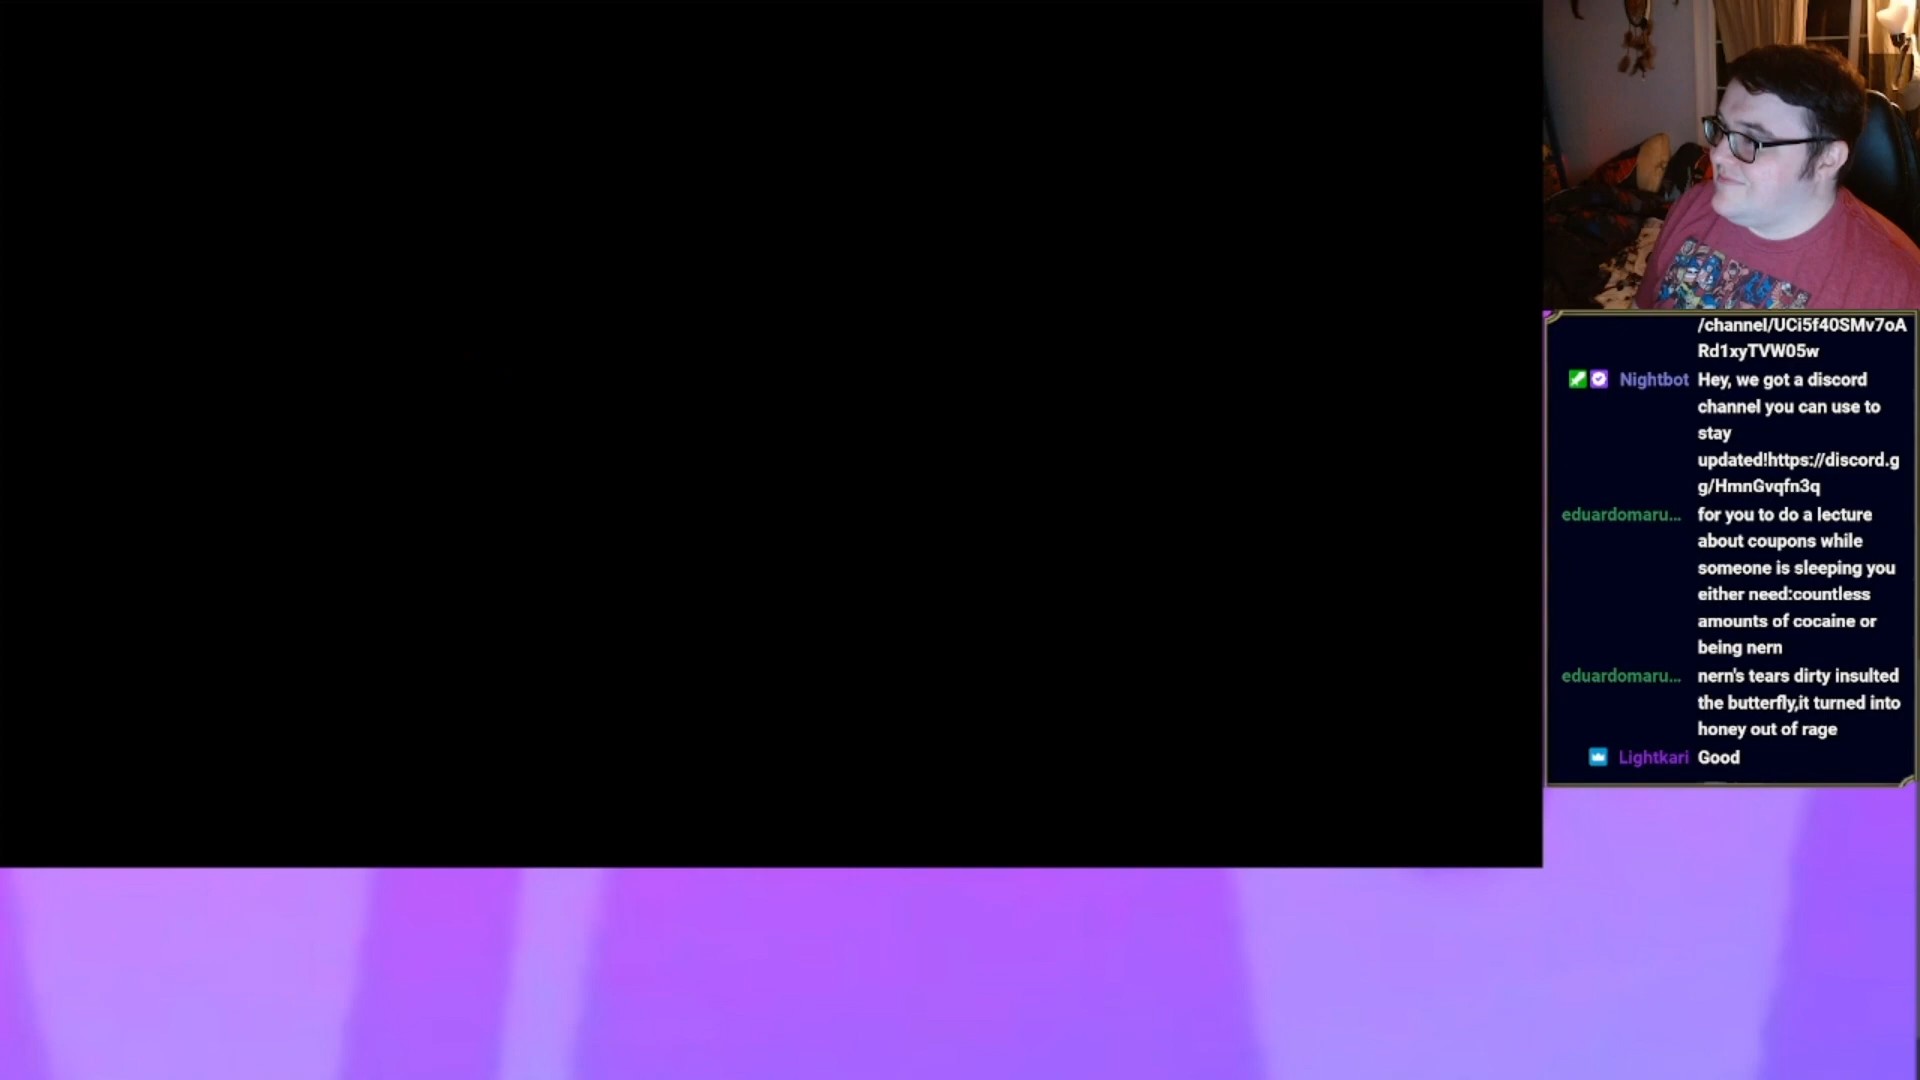 /channel/UCi5f40SMv7oA
Rd1xyTVW05w
Nightbot Hey, we got a discord
channel you can use to
stay
updated!https://discord.g
g/HmnGvqfn3q
eduardomaru... for you to do a lecture
about coupons while
someone is sleeping you
either need:countless
amounts of cocaine or
being nern
eduardomaru... nern's tears dirty insulted
the butterfly,it turned into
honey out of rage
Lightkari Good